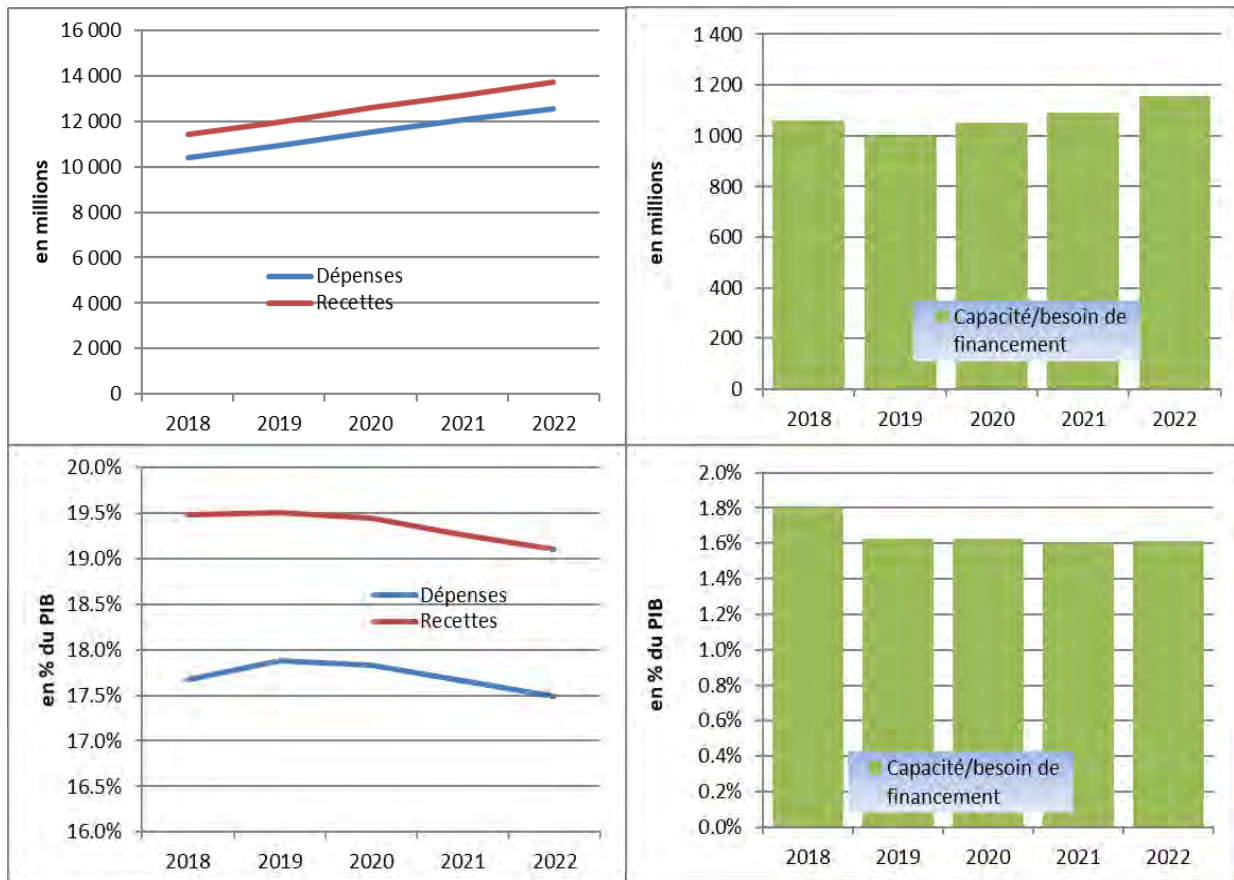 en millions
16 000
14 000
12 000
10 000
8 000
6 000
4 000
2 000
0
Dépenses
Recettes
2018 2019 2020 2021 2022
en millions
1 400
1 200
1 000
800
600
400
200
0
Capacité/besoin de
financement
2018 2019 2020 2021 2022
en % du PIB
20.0%
19.5%
19.0%
18.5%
18.0%
17.5%
17.0%
16.5%
16.0%
Dépenses
Recettes
2018 2019 2020 2021 2022
en % du PIB
2.0%
1.8%
1.6%
1.4%
1.2%
1.0%
0.8%
0.6%
0.4%
0.2%
0.0%
Capacité/besoin de
financement
2018 2019 2020 2021 2022